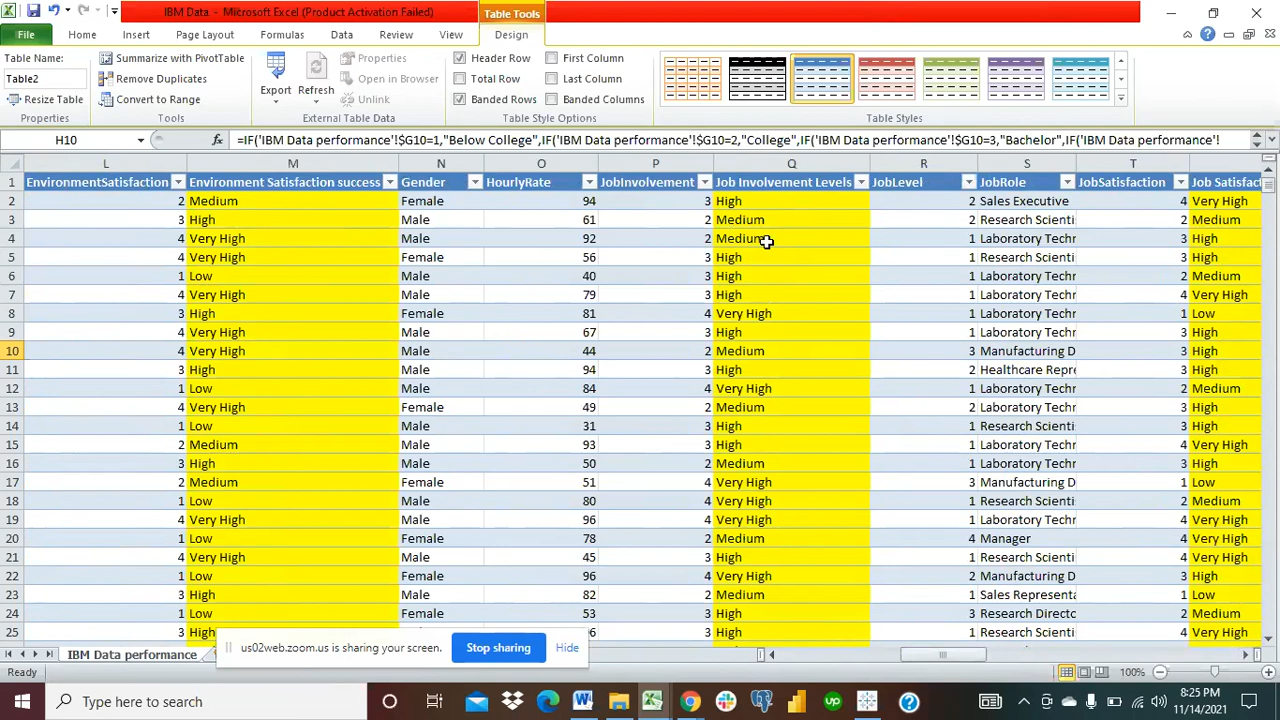 IBM Data - Microsoft Excel (Product Activation Failed)
Table Tools
File Home Insert Page Layout Formulas Data Review View Design
Table Name:
Table2
Resize Table
Properties
Summarize with PivotTable
Remove Duplicates
Convert to Range
Tools
Export
Refresh
Properties
Open in Browser
Unlink
External Table Data
Header Row
Total Row
Banded Rows
First Column
Last Column
Banded Columns
Table Style Options
Table Styles
H10 fx =IF('IBM Data performance'!$G10=1,"Below College",IF('IBM Data performance'!$G10=2,"College",IF('IBM Data performance'!$G10=3,"Bachelor",IF('IBM Data performance'!
L M N O P Q R S T
1 EnvironmentSatisfaction Environment Satisfaction success Gender HourlyRate JobInvolvement Job Involvement Levels JobLevel JobRole JobSatisfaction Job Satisfact
2 2 Medium Female 94 3 High 2 Sales Executive 4 Very High
3 3 High Male 61 2 Medium 2 Research Scienti 2 Medium
4 4 Very High Male 92 2 Medium 1 Laboratory Techr 3 High
5 4 Very High Female 56 3 High 1 Research Scienti 3 High
6 1 Low Male 40 3 High 1 Laboratory Techr 2 Medium
7 4 Very High Male 79 3 High 1 Laboratory Techr 4 Very High
8 3 High Female 81 4 Very High 1 Laboratory Techr 1 Low
9 4 Very High Male 67 3 High 1 Laboratory Techr 3 High
10 4 Very High Male 44 2 Medium 3 Manufacturing D 3 High
11 3 High Male 94 3 High 2 Healthcare Repre 3 High
12 1 Low Male 84 4 Very High 1 Laboratory Techr 2 Medium
13 4 Very High Female 49 2 Medium 2 Laboratory Techr 3 High
14 1 Low Male 31 3 High 1 Research Scienti 3 High
15 2 Medium Male 93 3 High 1 Laboratory Techr 4 Very High
16 3 High Male 50 2 Medium 1 Laboratory Techr 3 High
17 2 Medium Female 51 4 Very High 3 Manufacturing D 1 Low
18 1 Low Male 80 4 Very High 1 Research Scienti 2 Medium
19 4 Very High Male 96 4 Very High 1 Laboratory Techr 4 Very High
20 1 Low Female 78 2 Medium 4 Manager 4 Very High
21 4 Very High Male 45 3 High 1 Research Scienti 4 Very High
22 1 Low Female 96 4 Very High 2 Manufacturing D 3 High
23 3 High Male 82 2 Medium 1 Sales Representa 1 Low
24 1 Low Female 53 3 High 3 Research Directo 2 Medium
25 3 High 3 High 1 Research Scienti 4 Very High
us02web.zoom.us is sharing your screen. Stop sharing Hide
IBM Data performance
Ready 100%
Type here to search
8:25 PM
11/14/2021